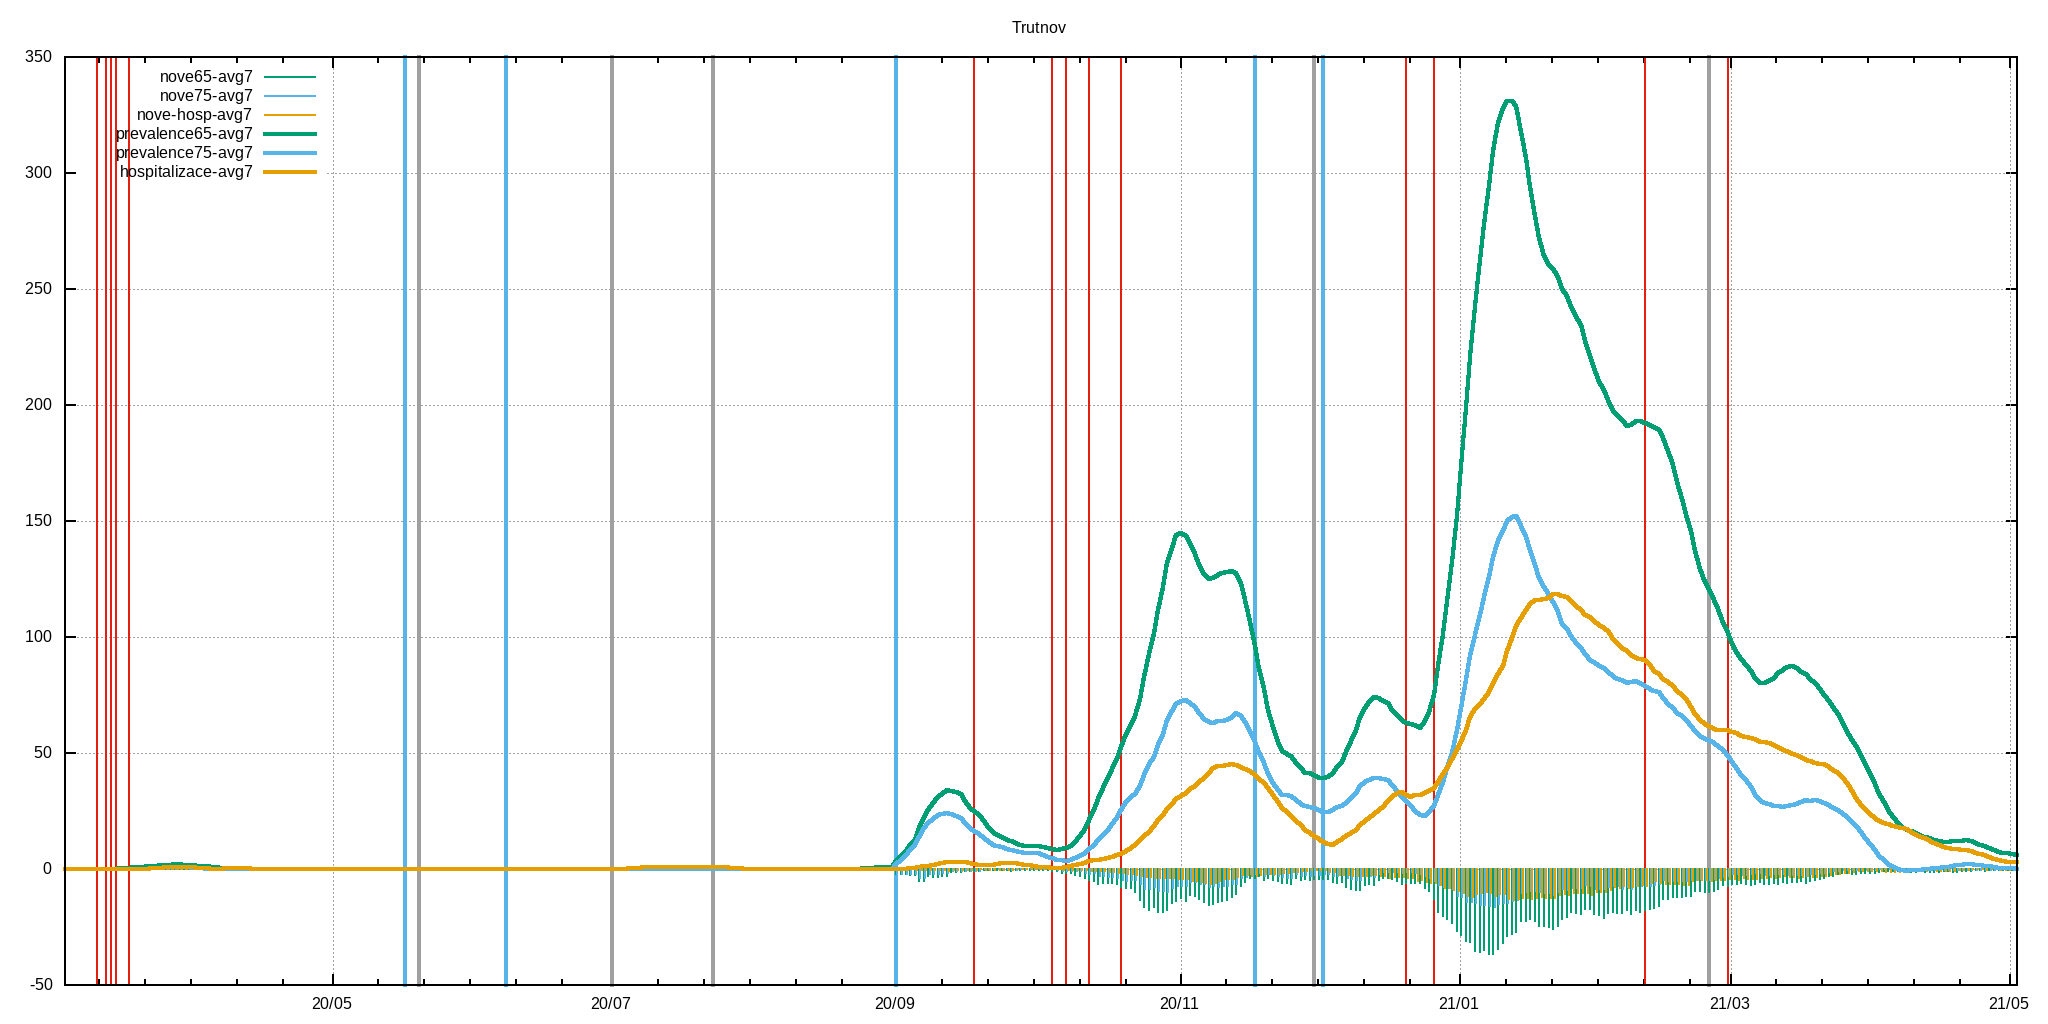 Trutnov
350
300
250
200
150
100
50
0
-50
nove65-avg7
nove75-avg7
nove-hosp-avg7
prevalence65-avg7
prevalence75-avg7
hospitalizace-avg7
20/05 20/07 20/09 20/11 21/01 21/03 21/05